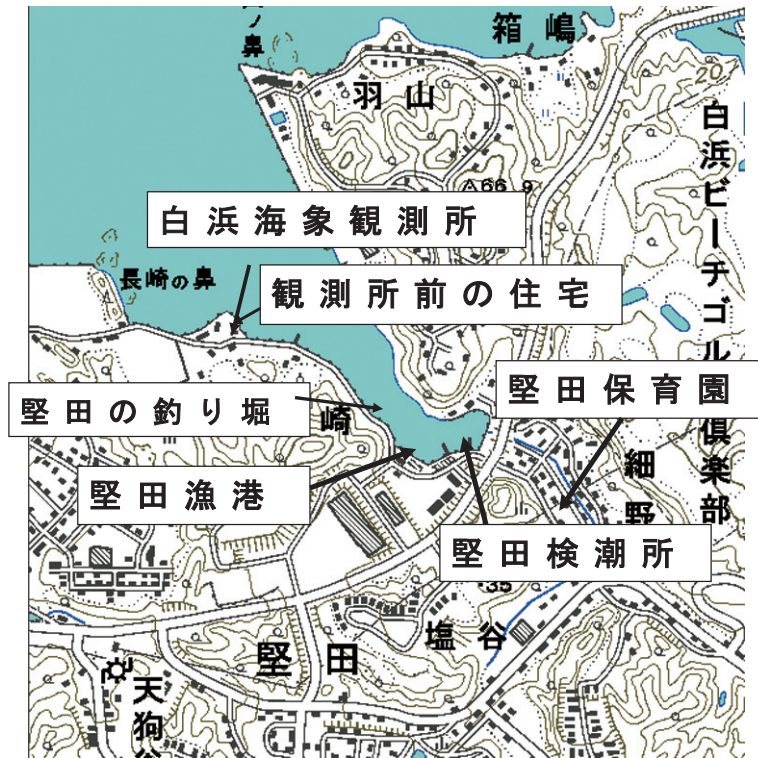 箱嶋
ノ鼻
羽山
20
66.9
白浜ビーチゴル
倶楽部
白浜海象観測所
長崎の鼻
観測所前の住宅
堅田保育園
堅田の釣り堀
崎
細野
堅田漁港
堅田検潮所
35
塩谷
堅田
天狗谷